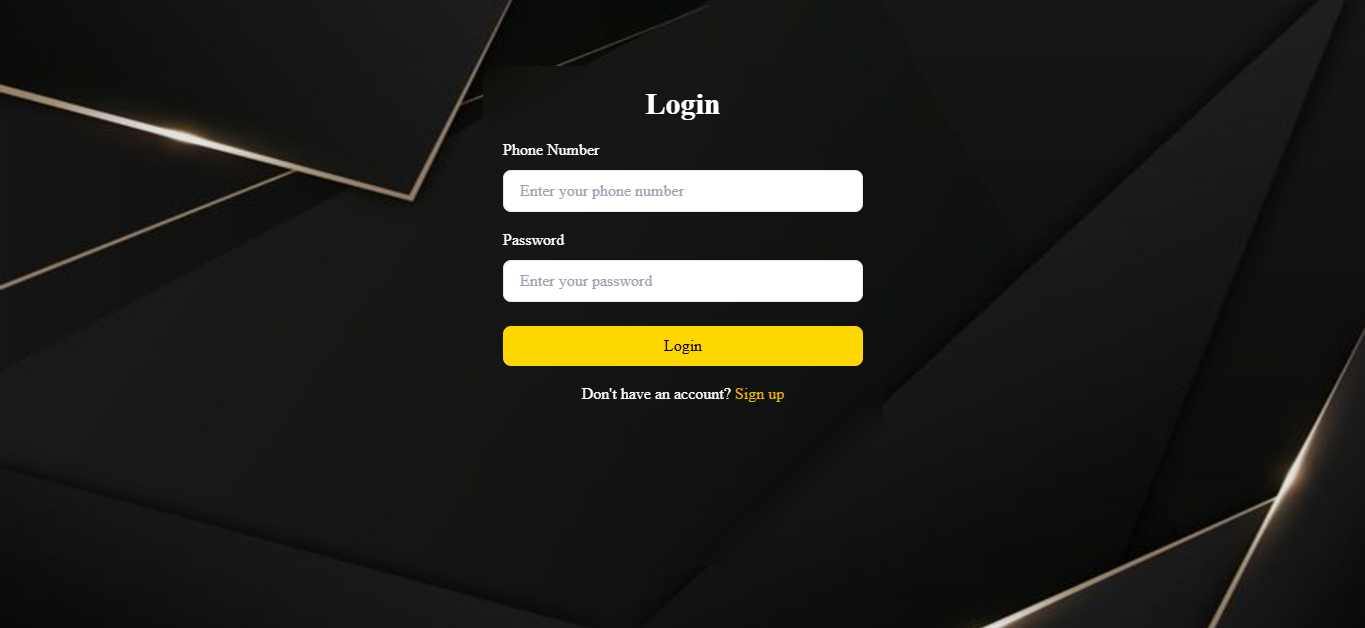 Login
Phone Number
Enter your phone number
Password
Enter your password
Login
Don't have an account? Sign up